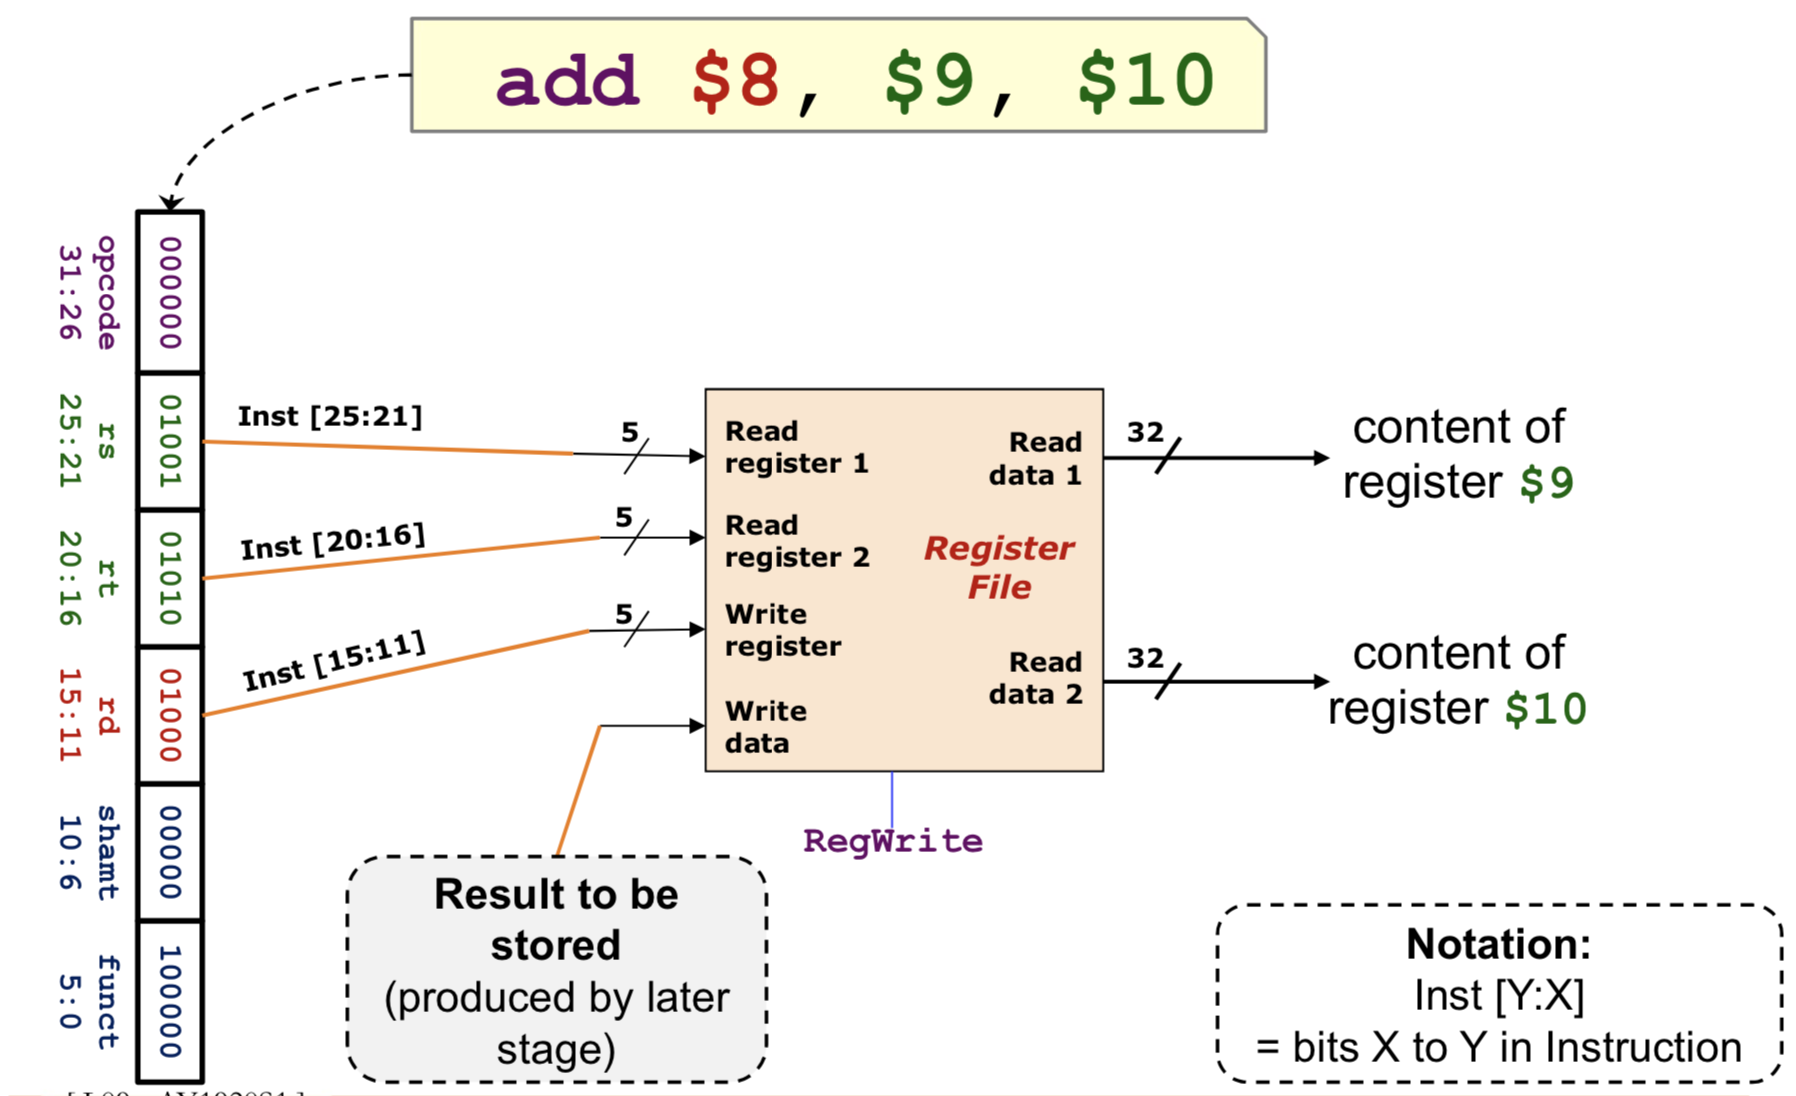 add $8, $9, $10
opcode
31:26
000000
rs
25:21
01001
rt
20:16
01010
rd
15:11
01000
shamt
10:6
00000
funct
5:0
100000
Inst [25:21]
5
Inst [20:16]
5
Inst [15:11]
5
Read
register 1
Read
register 2
Write
register
Write
data
Read
data 1
Register
File
Read
data 2
RegWrite
32
content of
register $9
32
content of
register $10
Result to be
stored
(produced by later
stage)
Notation:
Inst [Y:X]
= bits X to Y in Instruction